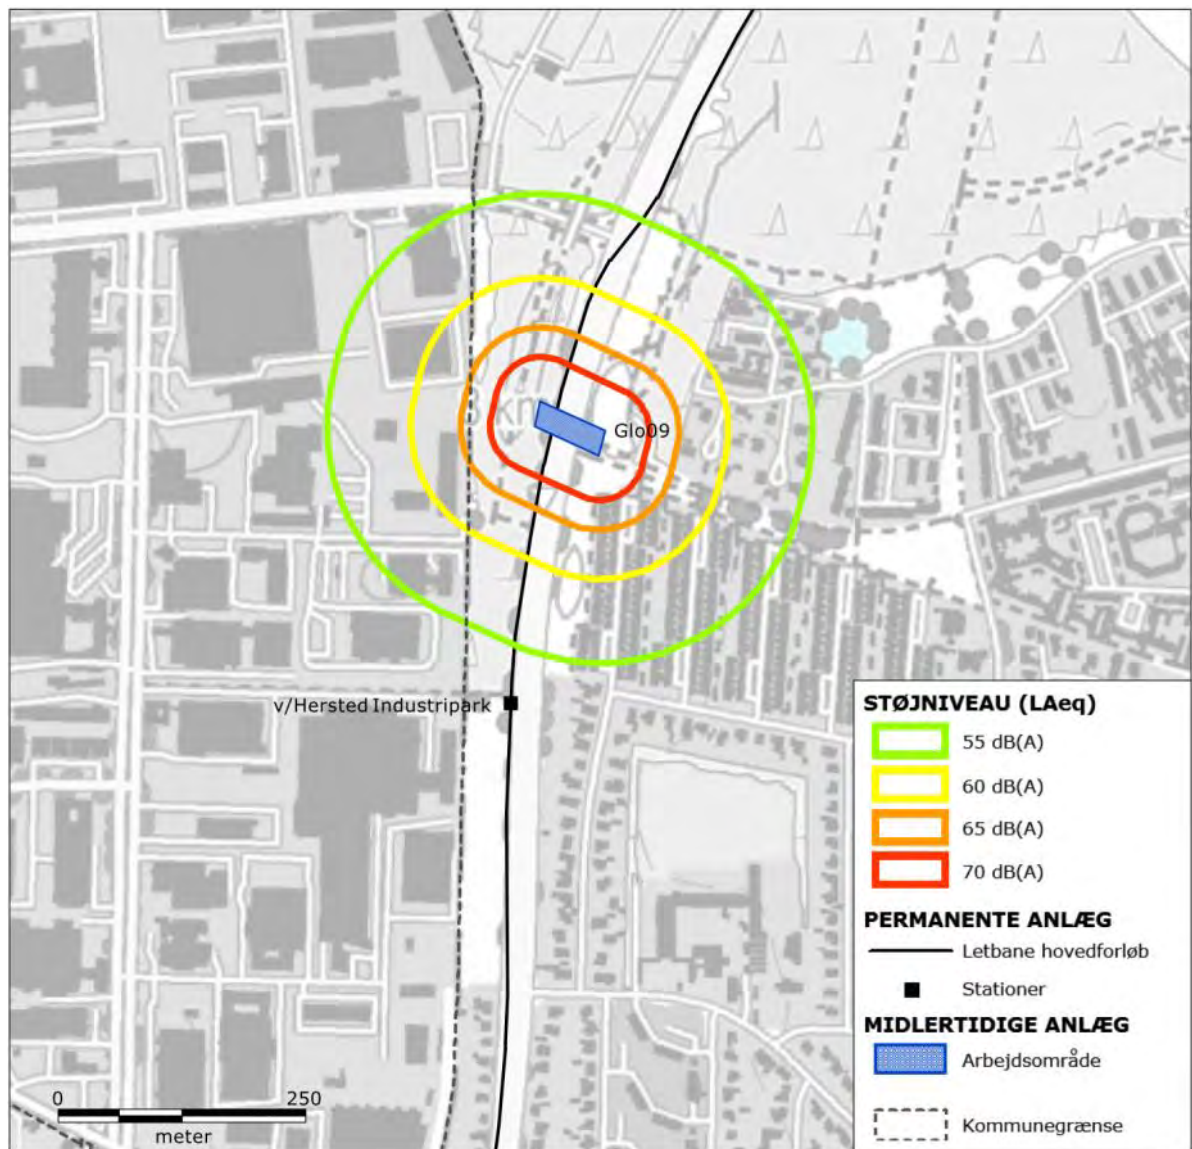 Glo09
v/Hersted Industripark
0 250
meter
STØJNIVEAU (LAeq)
55 dB(A)
60 dB(A)
65 dB(A)
70 dB(A)
PERMANENTE ANLÆG
Letbane hovedforløb
Stationer
MIDLERTIDIGE ANLÆG
Arbejdsområde
Kommunegrænse